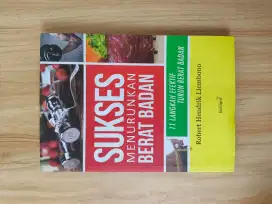 SUKSES
MENURUNKAN
BERAT BADAN
11 LANGKAH EFEKTIF
TURUN BERAT BADAN
Robert Hendrik Liembono